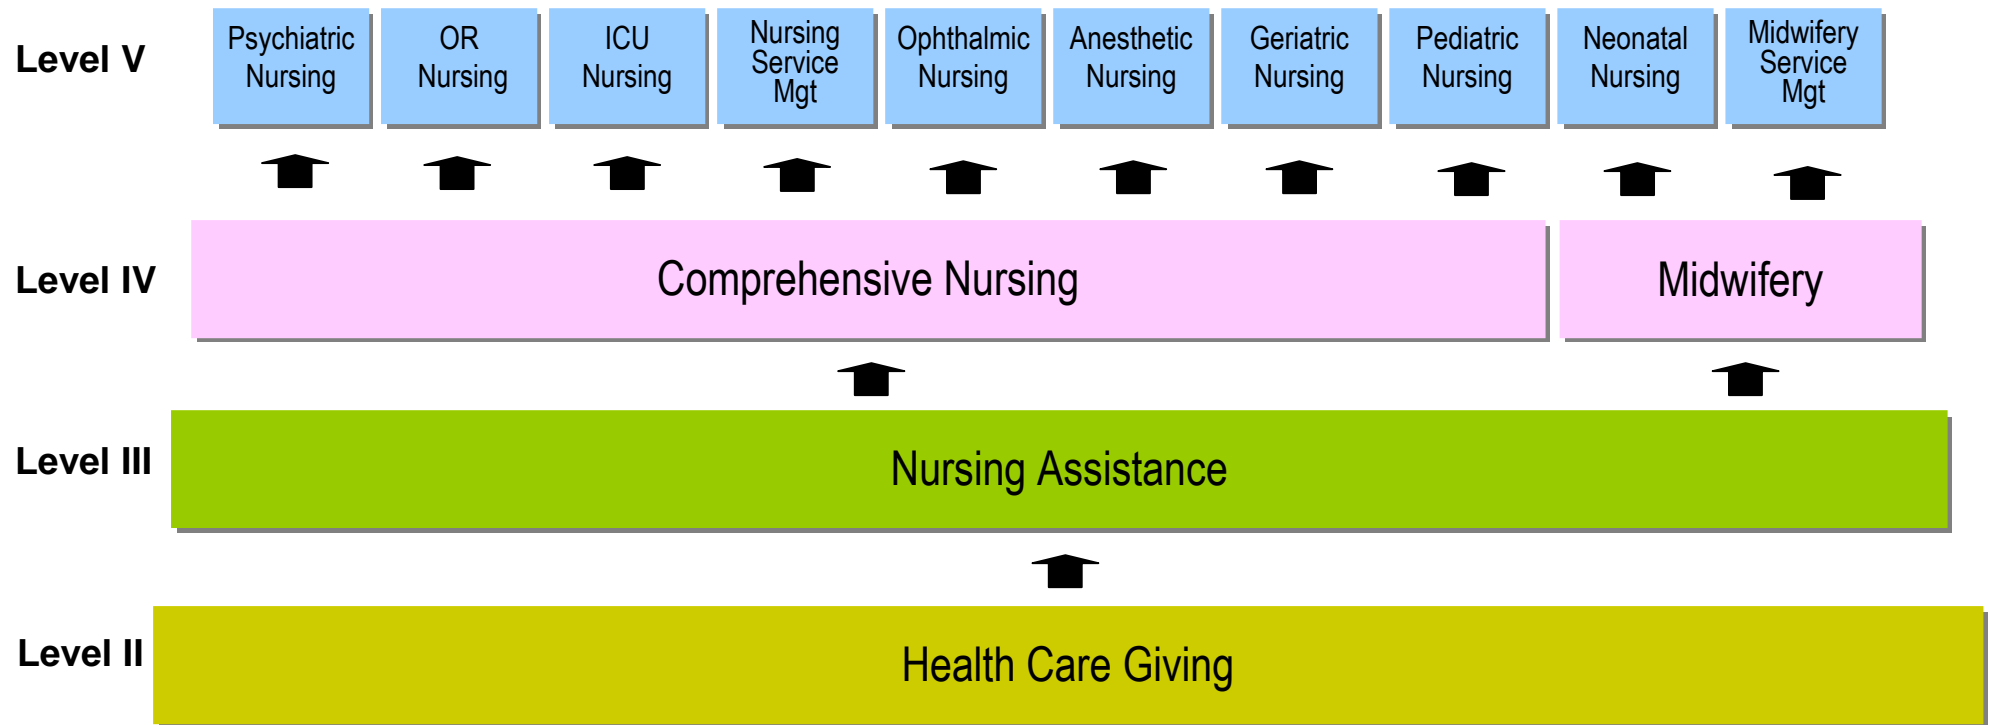 Level V
Psychiatric
Nursing
OR
Nursing
ICU
Nursing
Nursing
Service
Mgt
Ophthalmic
Nursing
Anesthetic
Nursing
Geriatric
Nursing
Pediatric
Nursing
Neonatal
Nursing
Midwifery
Service
Mgt
Level IV
Comprehensive Nursing
Midwifery
Level III
Nursing Assistance
Level II
Health Care Giving